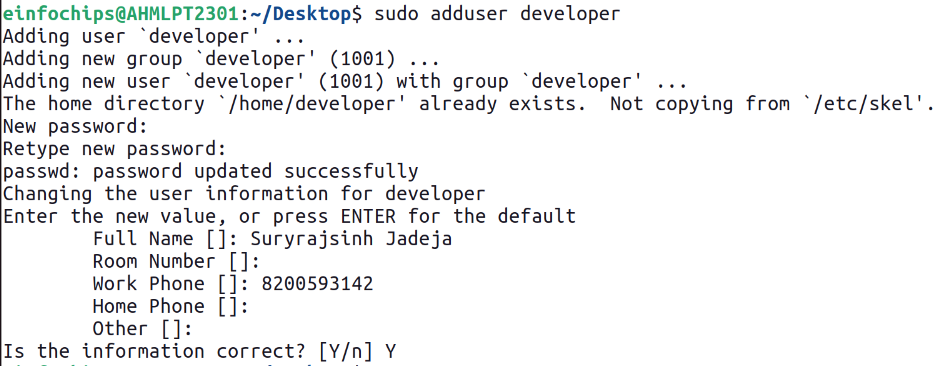 einfochips@AHMLPT2301:~/Desktop$ sudo adduser developer
Adding user `developer' ...
Adding new group `developer' (1001) ...
Adding new user `developer' (1001) with group `developer' ...
The home directory `/home/developer' already exists.  Not copying from `/etc/skel'.
New password:
Retype new password:
passwd: password updated successfully
Changing the user information for developer
Enter the new value, or press ENTER for the default
        Full Name []: Suryrajsinh Jadeja
        Room Number []:
        Work Phone []: 8200593142
        Home Phone []:
        Other []:
Is the information correct? [Y/n] Y